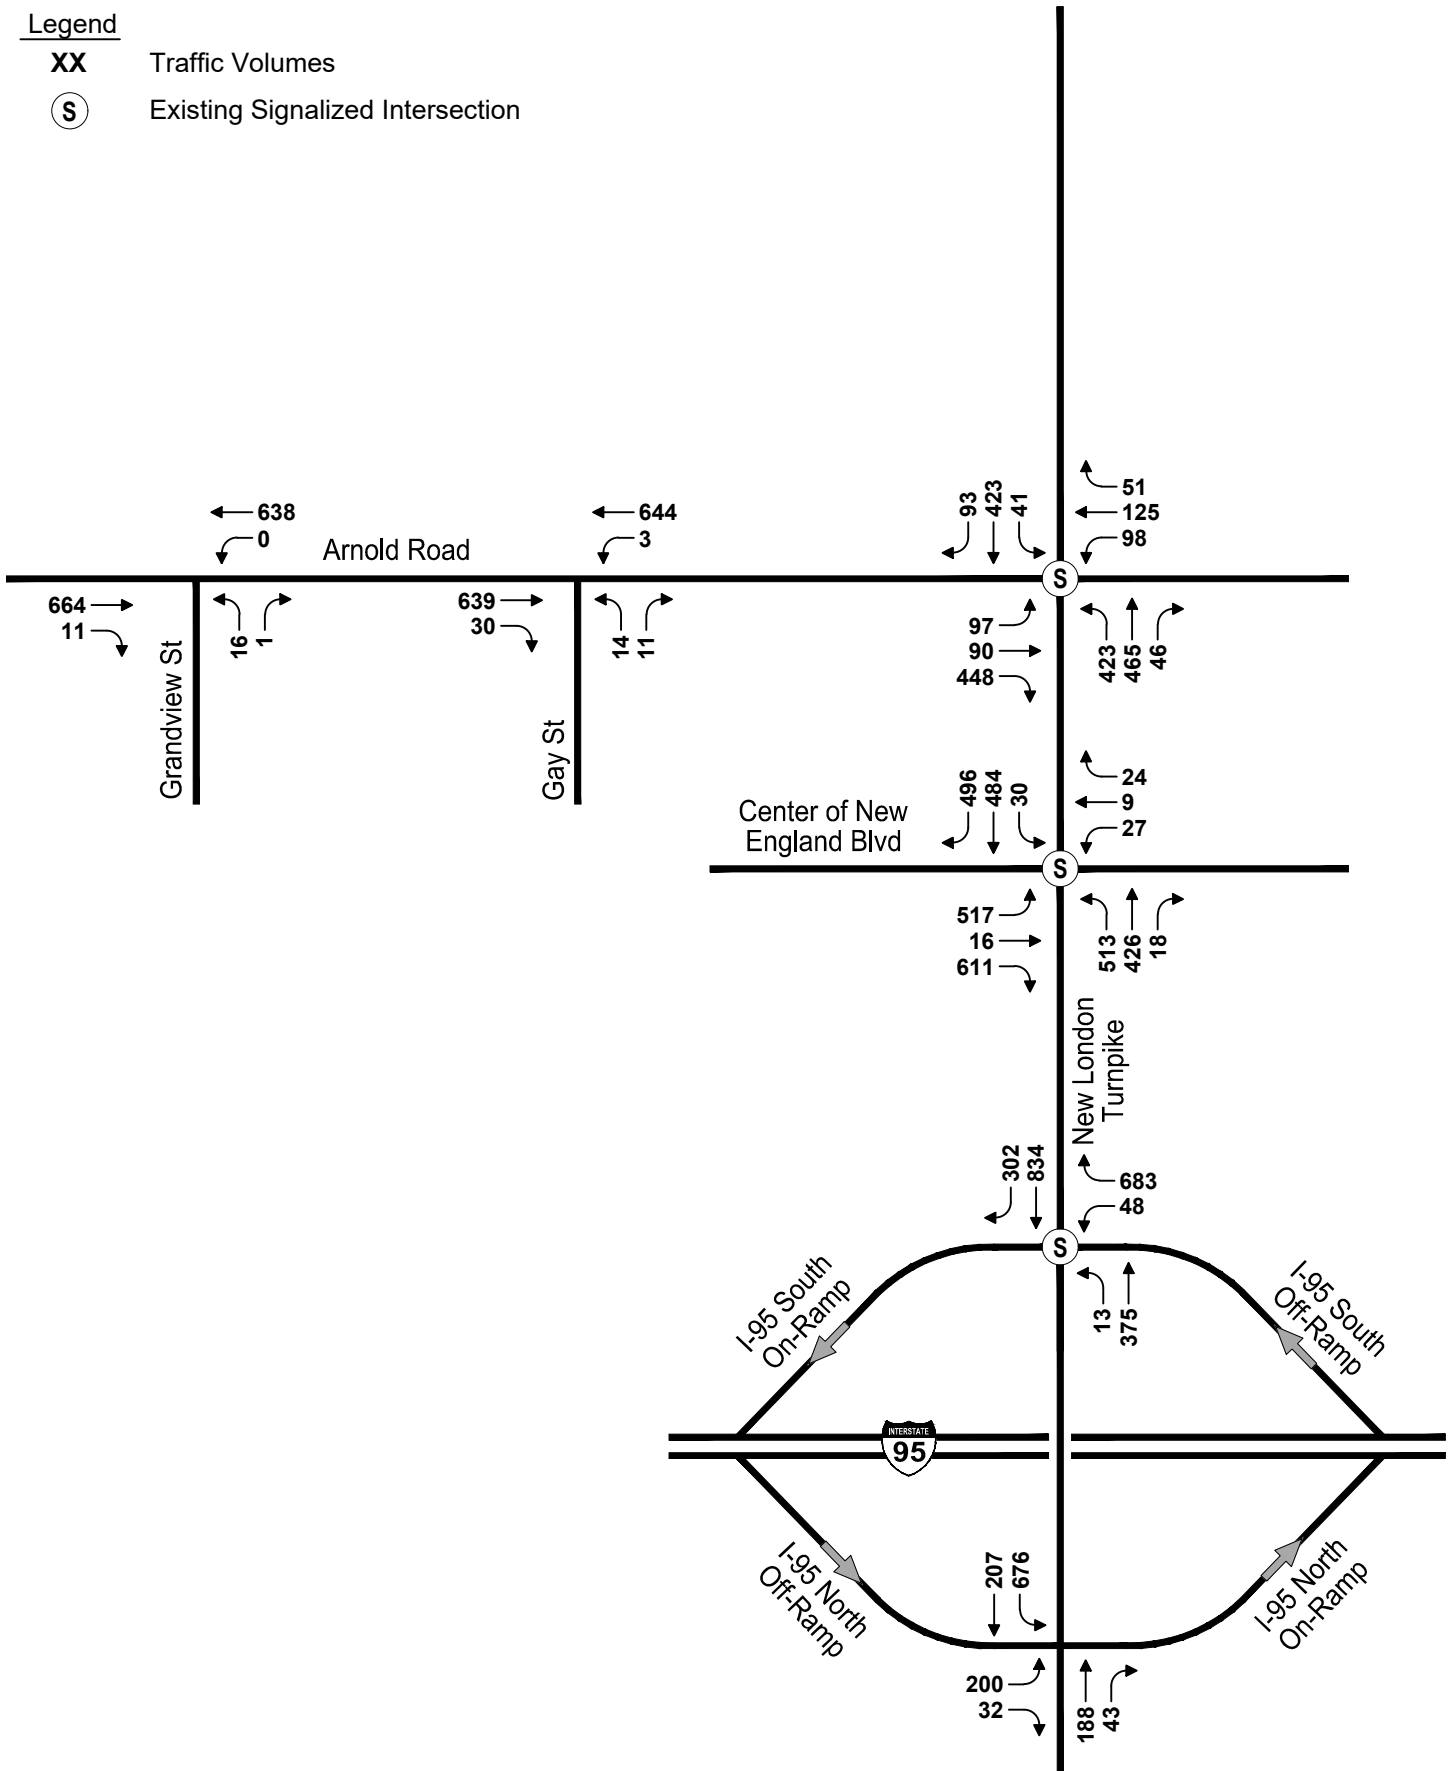 Legend
XX Traffic Volumes
S Existing Signalized Intersection
93
423
41
51
125
98
638
0
644
3
Arnold Road
S
664
11
16
1
639
30
14
11
97
90
448
423
465
46
Grandview St
Gay St
496
484
30
24
9
27
Center of New
England Blvd
S
517
16
611
513
426
18
New London
Turnpike
302
834
683
48
S
13
375
I-95 South
On-Ramp
I-95 South
Off-Ramp
INTERSTATE
95
I-95 North
Off-Ramp
207
676
I-95 North
On-Ramp
200
32
188
43